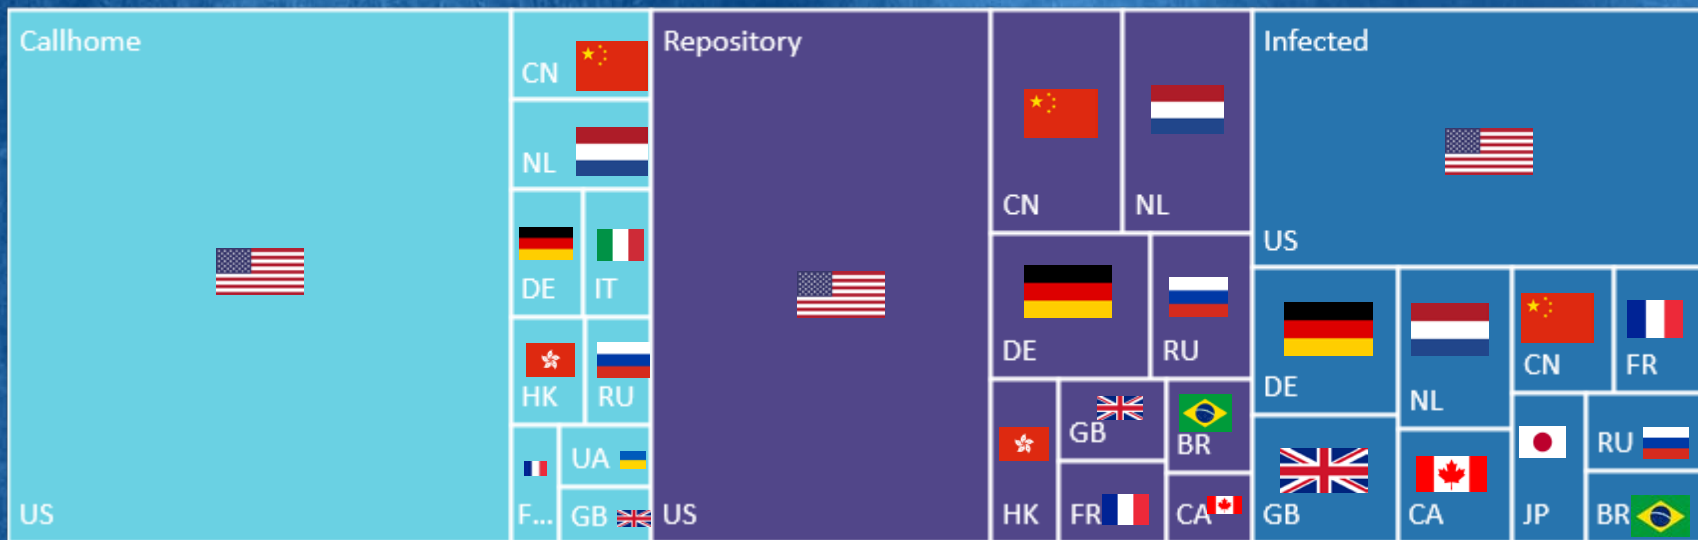 Callhome
US
CN
NL
DE
IT
HK
RU
F...
UA
GB
Repository
US
CN
NL
DE
RU
HK
GB
FR
BR
CA
Infected
US
DE
GB
NL
CA
CN
FR
JP
RU
BR